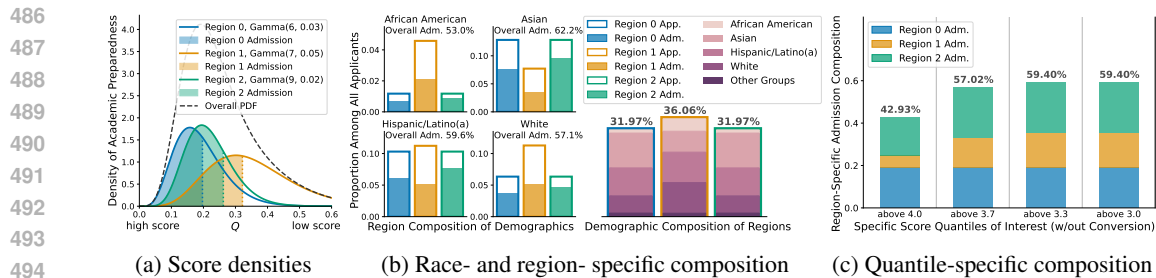 486
487
488
489
490
491
492
493
494
Density of Academic Preparedness
4.0
3.5
3.0
2.5
2.0
1.5
1.0
0.5
0.0
Region 0, Gamma(6, 0.03)
Region 0 Admission
Region 1, Gamma(7, 0.05)
Region 1 Admission
Region 2, Gamma(9, 0.02)
Region 2 Admission
Overall PDF
0.0 0.1 0.2 0.3 0.4 0.5 0.6
high score Q low score
(a) Score densities
Proportion Among All Applicants
African American
Overall Adm. 53.0%
0.04
0.02
0.00
Asian
Overall Adm. 62.2%
0.10
0.05
0.00
Hispanic/Latino(a)
Overall Adm. 59.6%
0.10
0.05
0.00
White
Overall Adm. 57.1%
0.10
0.05
0.00
Region Composition of Demographics
Region 0 App.
Region 0 Adm.
Region 1 App.
Region 1 Adm.
Region 2 App.
Region 2 Adm.
African American
Asian
Hispanic/Latino(a)
White
Other Groups
31.97%
36.06%
31.97%
Demographic Composition of Regions
(b) Race- and region- specific composition
Region-Specific Admission Composition
0.6
0.4
0.2
0.0
Region 0 Adm.
Region 1 Adm.
Region 2 Adm.
42.93%
57.02%
59.40%
59.40%
above 4.0 above 3.7 above 3.3 above 3.0
Specific Score Quantiles of Interest (w/out Conversion)
(c) Quantile-specific composition